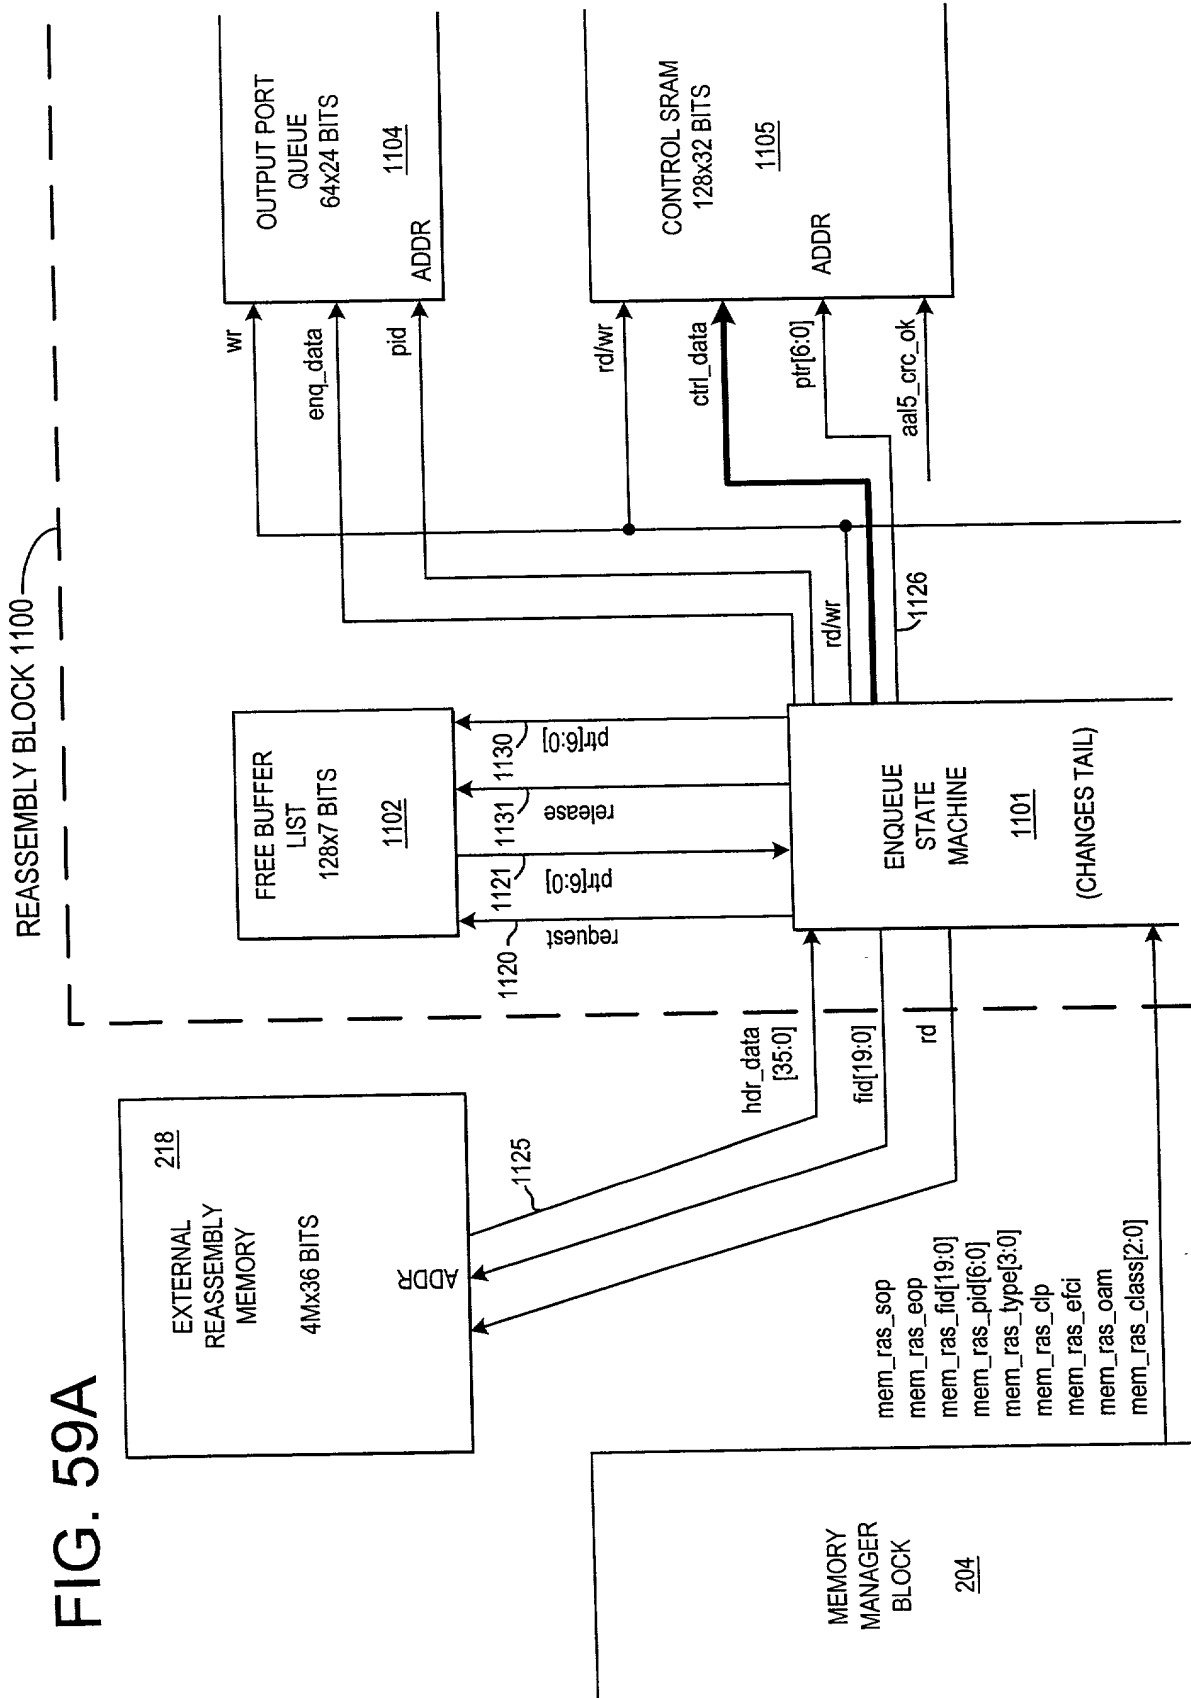 FIG. 59A
REASSEMBLY BLOCK 1100
EXTERNAL
REASSEMBLY
MEMORY
218
4Mx36 BITS
ADDR
1125
FREE BUFFER
LIST
128x7 BITS
1102
1120
request
1121
ptr[6:0]
1131
release
1130
ptr[6:0]
OUTPUT PORT
QUEUE
64x24 BITS
1104
ADDR
wr
enq_data
pid
CONTROL SRAM
128x32 BITS
1105
ADDR
rd/wr
ctrl_data
ptr[6:0]
aal5_crc_ok
rd/wr
1126
hdr_data
[35:0]
fid[19:0]
rd
ENQUEUE
STATE
MACHINE
1101
(CHANGES TAIL)
mem_ras_sop
mem_ras_eop
mem_ras_fid[19:0]
mem_ras_pid[6:0]
mem_ras_type[3:0]
mem_ras_clp
mem_ras_efci
mem_ras_oam
mem_ras_class[2:0]
MEMORY
MANAGER
BLOCK
204